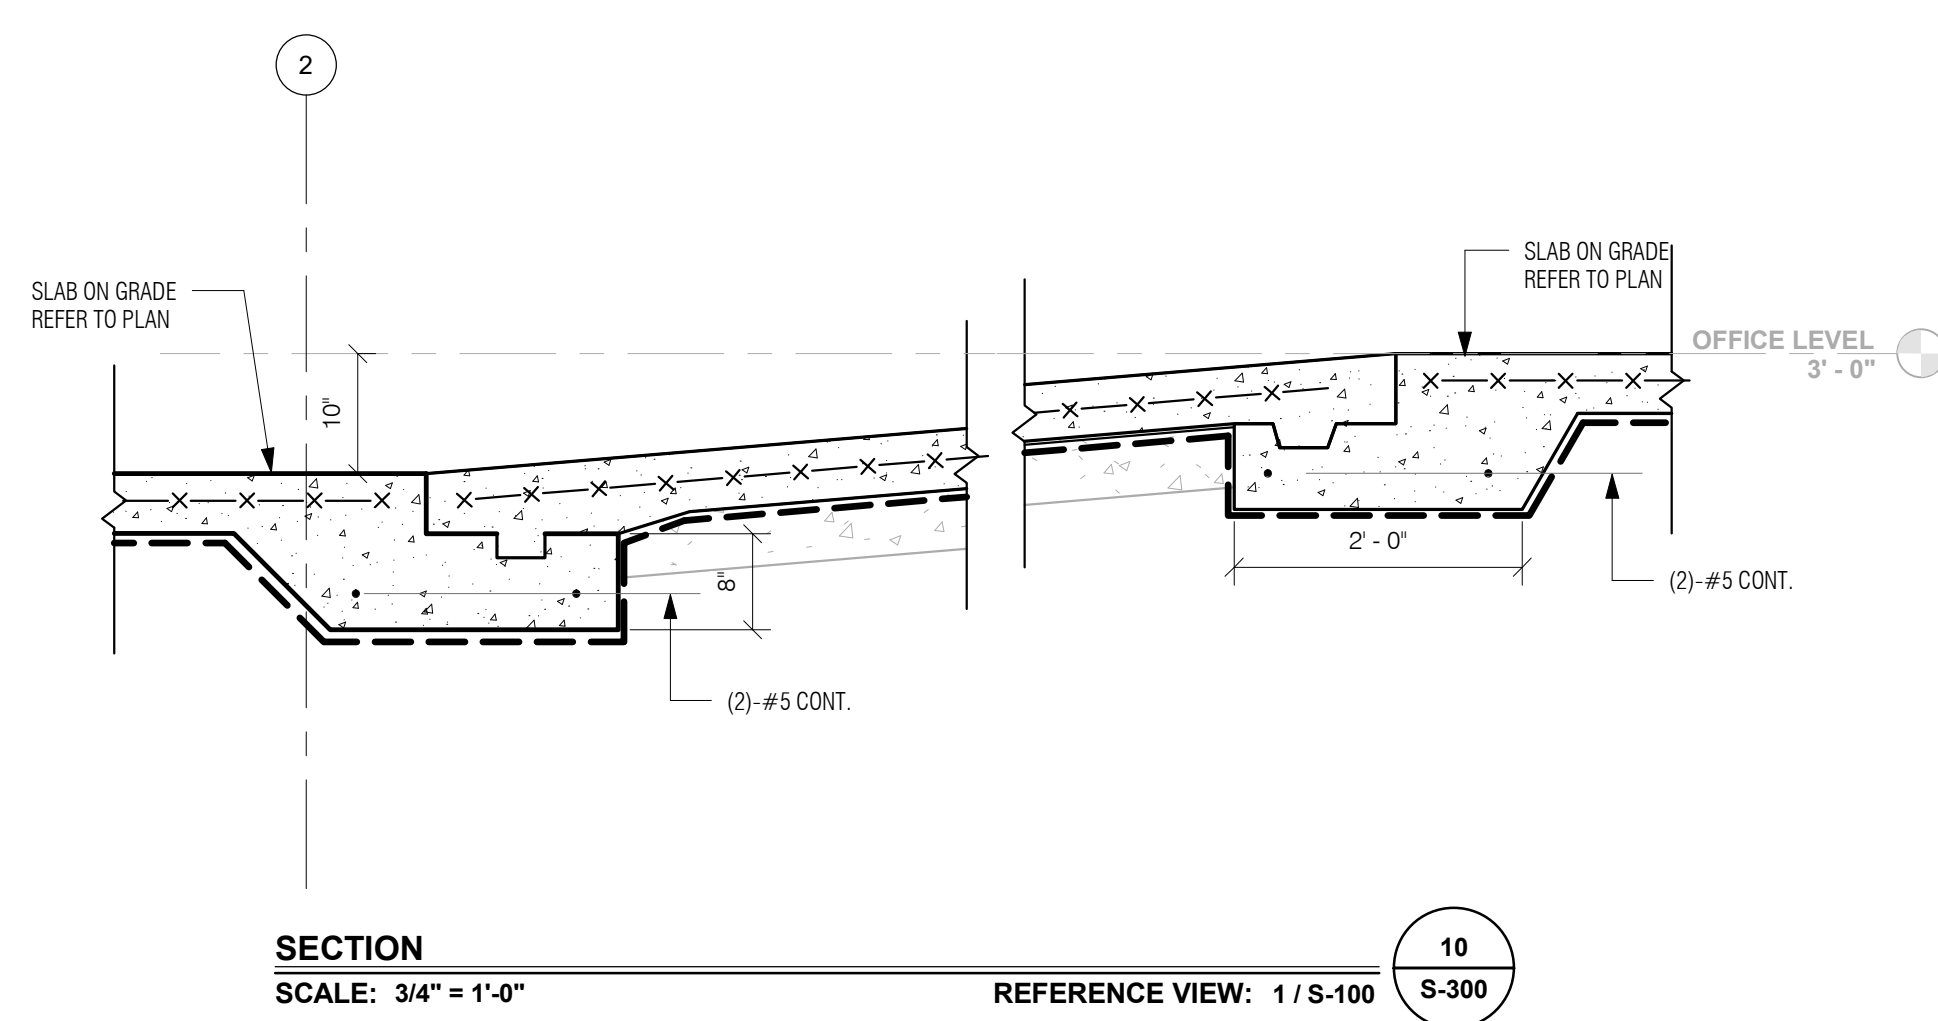 2
SLAB ON GRADE
REFER TO PLAN
10"
8"
(2)-#5 CONT.
SLAB ON GRADE
REFER TO PLAN
OFFICE LEVEL
3' - 0"
2' - 0"
(2)-#5 CONT.
SECTION
SCALE: 3/4" = 1'-0"
REFERENCE VIEW: 1 / S-100
10
S-300